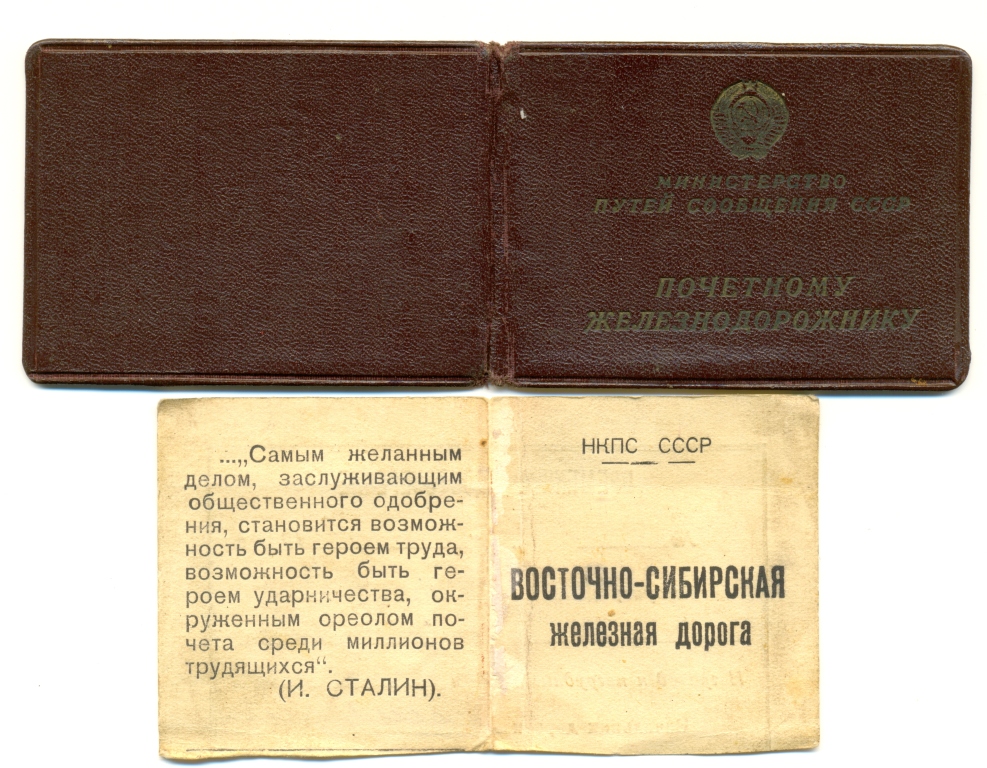 МИНИСТЕРСТВО
ПУТЕЙ СООБЩЕНИЯ СССР
ПОЧЕТНОМУ
ЖЕЛЕЗНОДОРОЖНИКУ
...„Самым желанным
делом, заслуживающим
общественного одобре-
ния, становится возмож-
ность быть героем труда,
возможность быть ге-
роем ударничества, ок-
руженным ореолом по-
чета среди миллионов
трудящихся“.
(И. СТАЛИН).
НКПС СССР
ВОСТОЧНО-СИБИРСКАЯ
железная дорога